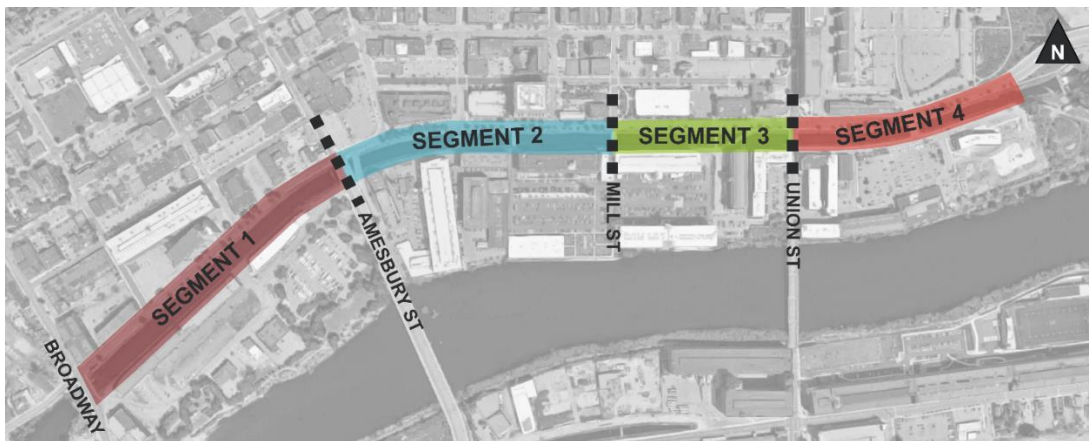 N
SEGMENT 1
SEGMENT 2
SEGMENT 3
SEGMENT 4
BROADWAY
AMESBURY ST
MILL ST
UNION ST